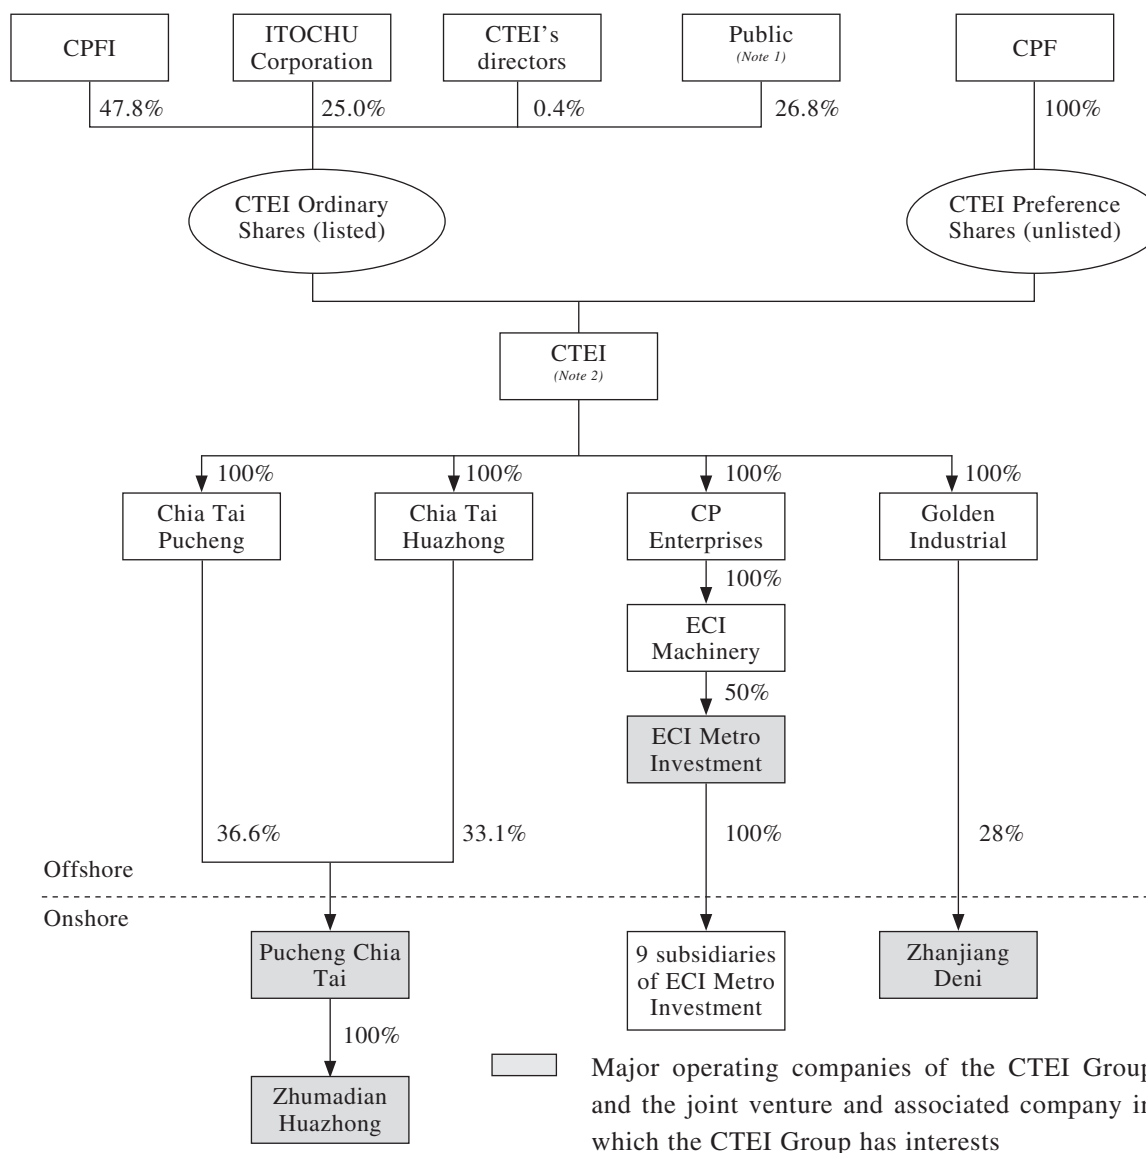 CPFI
ITOCHU
Corporation
CTEI's
directors
Public
(Note 1)
CPF
47.8%
25.0%
0.4%
26.8%
100%
CTEI Ordinary
Shares (listed)
CTEI Preference
Shares (unlisted)
CTEI
(Note 2)
100%
100%
100%
100%
Chia Tai
Pucheng
Chia Tai
Huazhong
CP
Enterprises
Golden
Industrial
100%
ECI
Machinery
50%
ECI Metro
Investment
36.6%
33.1%
100%
28%
Offshore
Onshore
Pucheng Chia
Tai
9 subsidiaries
of ECI Metro
Investment
Zhanjiang
Deni
100%
Zhumadian
Huazhong
Major operating companies of the CTEI Group
and the joint venture and associated company in
which the CTEI Group has interests